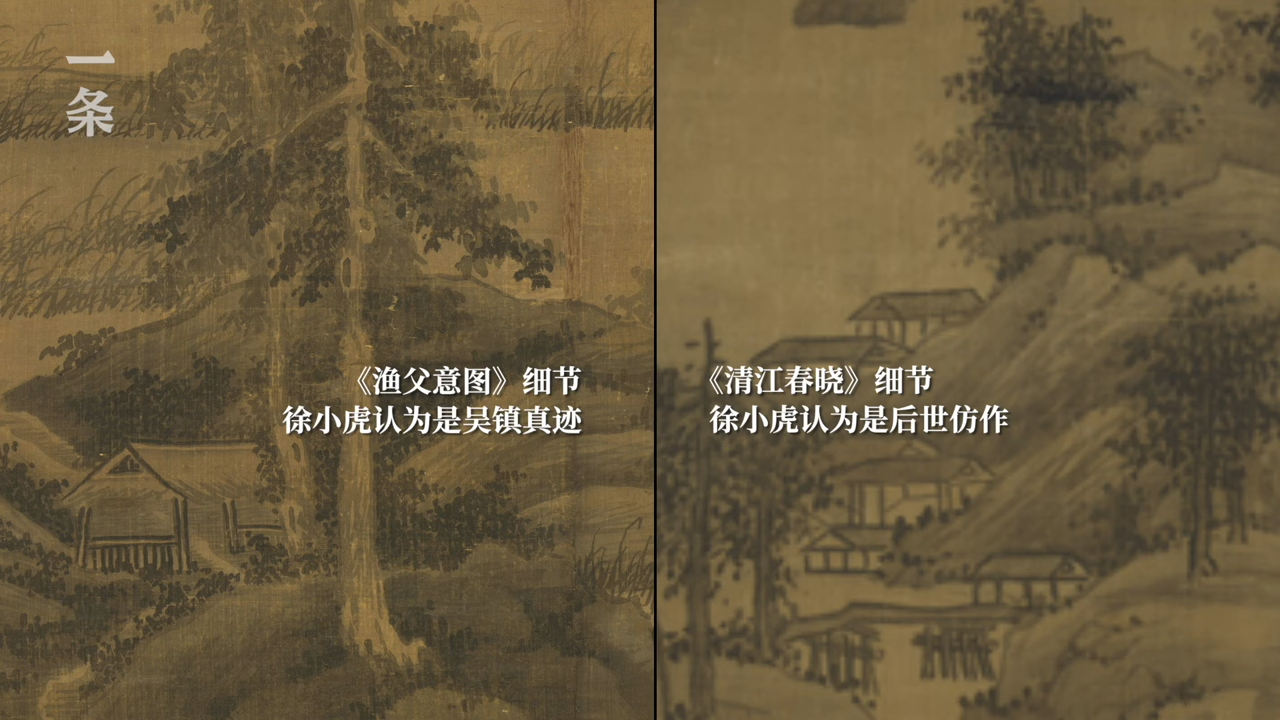 一条
《渔父意图》细节
徐小虎认为是吴镇真迹
《清江春晓》细节
徐小虎认为是后世仿作